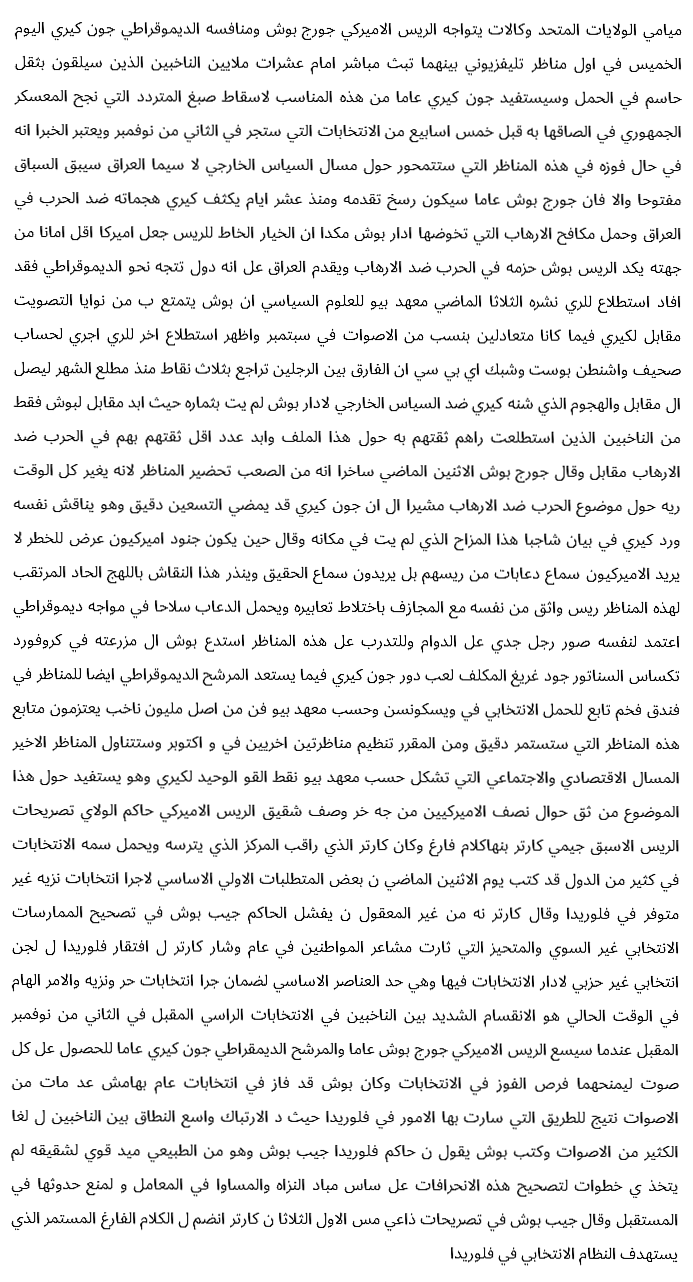 ميامي الولايات المتحد وكالات يتواجه الريس الاميركي جورج بوش ومنافسه الديموقراطي جون كيري اليوم
الخميس في اول مناظر تليفزيوني بينهما تبث مباشر امام عشرات ملايين الناخبين الذين سيلقون بثقل
حاسم في الحمل وسيستفيد جون كيري عاما من هذه المناسب لاسقاط صبغ المتردد التي نجح المعسكر
الجمهوري في الصاقها به قبل خمس اسابيع من الانتخابات التي ستجر في الثاني من نوفمبر ويعتبر الخبرا انه
في حال فوزه في هذه المناظر التي ستتمحور حول مسال السياس الخارجي لا سيما العراق سيبق السباق
مفتوحا والا فان جورج بوش عاما سيكون رسخ تقدمه ومنذ عشر ايام يكثف كيري هجماته ضد الحرب في
العراق وحمل مكافح الارهاب التي تخوضها ادار بوش مكدا ان الخيار الخاط للريس جعل اميركا اقل امانا من
جهته يكد الريس بوش حزمه في الحرب ضد الارهاب ويقدم العراق عل انه دول تتجه نحو الديموقراطي فقد
افاد استطلاع للري نشره الثلاثا الماضي معهد بيو للعلوم السياسي ان بوش يتمتع ب من نوايا التصويت
مقابل لكيري فيما كانا متعادلين بنسب من الاصوات في سبتمبر واظهر استطلاع اخر للري اجري لحساب
صحيف واشنطن بوست وشبك اي بي سي ان الفارق بين الرجلين تراجع بثلاث نقاط منذ مطلع الشهر ليصل
ال مقابل والهجوم الذي شنه كيري ضد السياس الخارجي لادار بوش لم يت بثماره حيث ابد مقابل لبوش فقط
من الناخبين الذين استطلعت راهم ثقتهم به حول هذا الملف وابد عدد اقل ثقتهم بهم في الحرب ضد
الارهاب مقابل وقال جورج بوش الاثنين الماضي ساخرا انه من الصعب تحضير المناظر لانه يغير كل الوقت
ريه حول موضوع الحرب ضد الارهاب مشيرا ال ان جون كيري قد يمضي التسعين دقيق وهو يناقش نفسه
ورد كيري في بيان شاجبا هذا المزاح الذي لم يت في مكانه وقال حين يكون جنود اميركيون عرض للخطر لا
يريد الاميركيون سماع دعابات من ريسهم بل يريدون سماع الحقيق وينذر هذا النقاش باللهج الحاد المرتقب
لهذه المناظر ريس واثق من نفسه مع المجازف باختلاط تعابيره ويحمل الدعاب سلاحا في مواجه ديموقراطي
اعتمد لنفسه صور رجل جدي عل الدوام وللتدرب عل هذه المناظر استدع بوش ال مزرعته في كروفورد
تكساس السناتور جود غريغ المكلف لعب دور جون كيري فيما يستعد المرشح الديموقراطي ايضا للمناظر في
فندق فخم تابع للحمل الانتخابي في ويسكونسن وحسب معهد بيو فن من اصل مليون ناخب يعتزمون متابع
هذه المناظر التي ستستمر دقيق ومن المقرر تنظيم مناظرتين اخريين في و اكتوبر وستتناول المناظر الاخير
المسال الاقتصادي والاجتماعي التي تشكل حسب معهد بيو نقط القو الوحيد لكيري وهو يستفيد حول هذا
الموضوع من ثق حوال نصف الاميركيين من جه خر وصف شقيق الريس الاميركي حاكم الولاي تصريحات
الريس الاسبق جيمي كارتر بنهاكلام فارغ وكان كارتر الذي راقب المركز الذي يترسه ويحمل سمه الانتخابات
في كثير من الدول قد كتب يوم الاثنين الماضي ن بعض المتطلبات الاولي الاساسي لاجرا انتخابات نزيه غير
متوفر في فلوريدا وقال كارتر نه من غير المعقول ن يفشل الحاكم جيب بوش في تصحيح الممارسات
الانتخابي غير السوي والمتحيز التي ثارت مشاعر المواطنين في عام وشار كارتر ل افتقار فلوريدا ل لجن
انتخابي غير حزبي لادار الانتخابات فيها وهي حد العناصر الاساسي لضمان جرا انتخابات حر ونزيه والامر الهام
في الوقت الحالي هو الانقسام الشديد بين الناخبين في الانتخابات الراسي المقبل في الثاني من نوفمبر
المقبل عندما سيسع الريس الاميركي جورج بوش عاما والمرشح الديمقراطي جون كيري عاما للحصول عل كل
صوت ليمنحهما فرص الفوز في الانتخابات وكان بوش قد فاز في انتخابات عام بهامش عد مات من
الاصوات نتيج للطريق التي سارت بها الامور في فلوريدا حيث د الارتباك واسع النطاق بين الناخبين ل لغا
الكثير من الاصوات وكتب بوش يقول ن حاكم فلوريدا جيب بوش وهو من الطبيعي ميد قوي لشقيقه لم
يتخذ ي خطوات لتصحيح هذه الانحرافات عل ساس مباد النزاه والمساوا في المعامل و لمنع حدوثها في
المستقبل وقال جيب بوش في تصريحات ذاعي مس الاول الثلاثا ن كارتر انضم ل الكلام الفارغ المستمر الذي
يستهدف النظام الانتخابي في فلوريدا